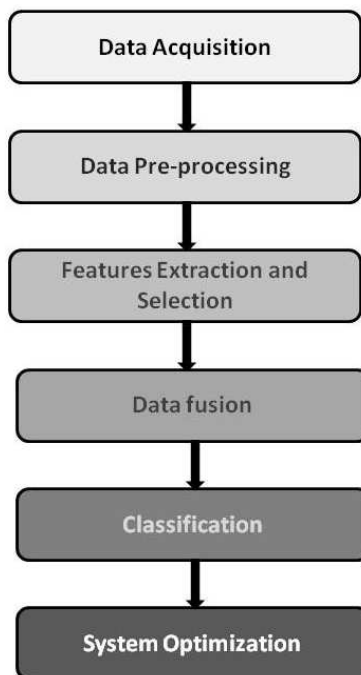 Data Acquisition
Data Pre-processing
Features Extraction and
Selection
Data fusion
Classification
System Optimization